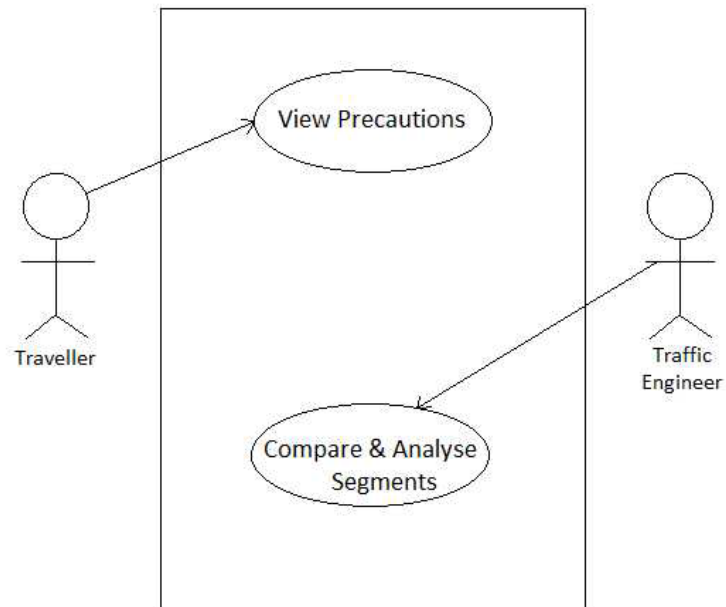 View Precautions
Traveller
Traffic
Engineer
Compare & Analyse
Segments